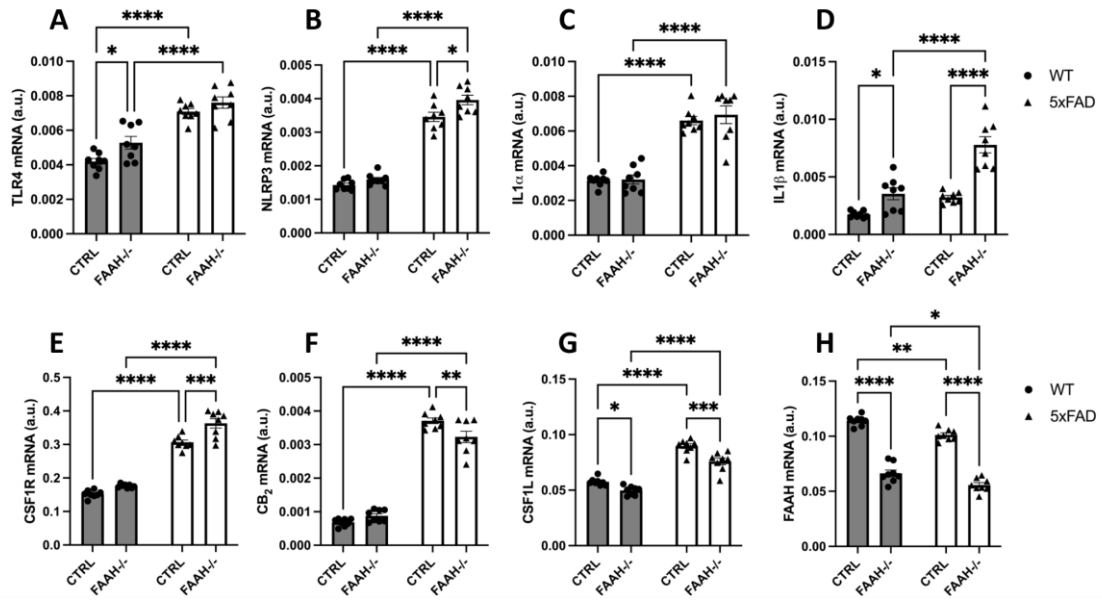 A
B
C
D
**** 
* ****
TLR4 mRNA (a.u.)
0.010
0.008
0.006
0.004
0.002
0.000
CTRL
FAAH-/-
CTRL
FAAH-/-
****
**** *
NLRP3 mRNA (a.u.)
0.005
0.004
0.003
0.002
0.001
0.000
CTRL
FAAH-/-
CTRL
FAAH-/-
****
****
IL1α mRNA (a.u.)
0.010
0.008
0.006
0.004
0.002
0.000
CTRL
FAAH-/-
CTRL
FAAH-/-
****
* ****
IL1β mRNA (a.u.)
0.015
0.010
0.005
0.000
CTRL
FAAH-/-
CTRL
FAAH-/-
WT
5xFAD
E
F
G
H
****
**** ***
CSF1R mRNA (a.u.)
0.5
0.4
0.3
0.2
0.1
0.0
CTRL
FAAH-/-
CTRL
FAAH-/-
****
**** **
CB2 mRNA (a.u.)
0.005
0.004
0.003
0.002
0.001
0.000
CTRL
FAAH-/-
CTRL
FAAH-/-
****
****
* ***
CSF1L mRNA (a.u.)
0.15
0.10
0.05
0.00
CTRL
FAAH-/-
CTRL
FAAH-/-
*
**
**** ****
FAAH mRNA (a.u.)
0.15
0.10
0.05
0.00
CTRL
FAAH-/-
CTRL
FAAH-/-
WT
5xFAD